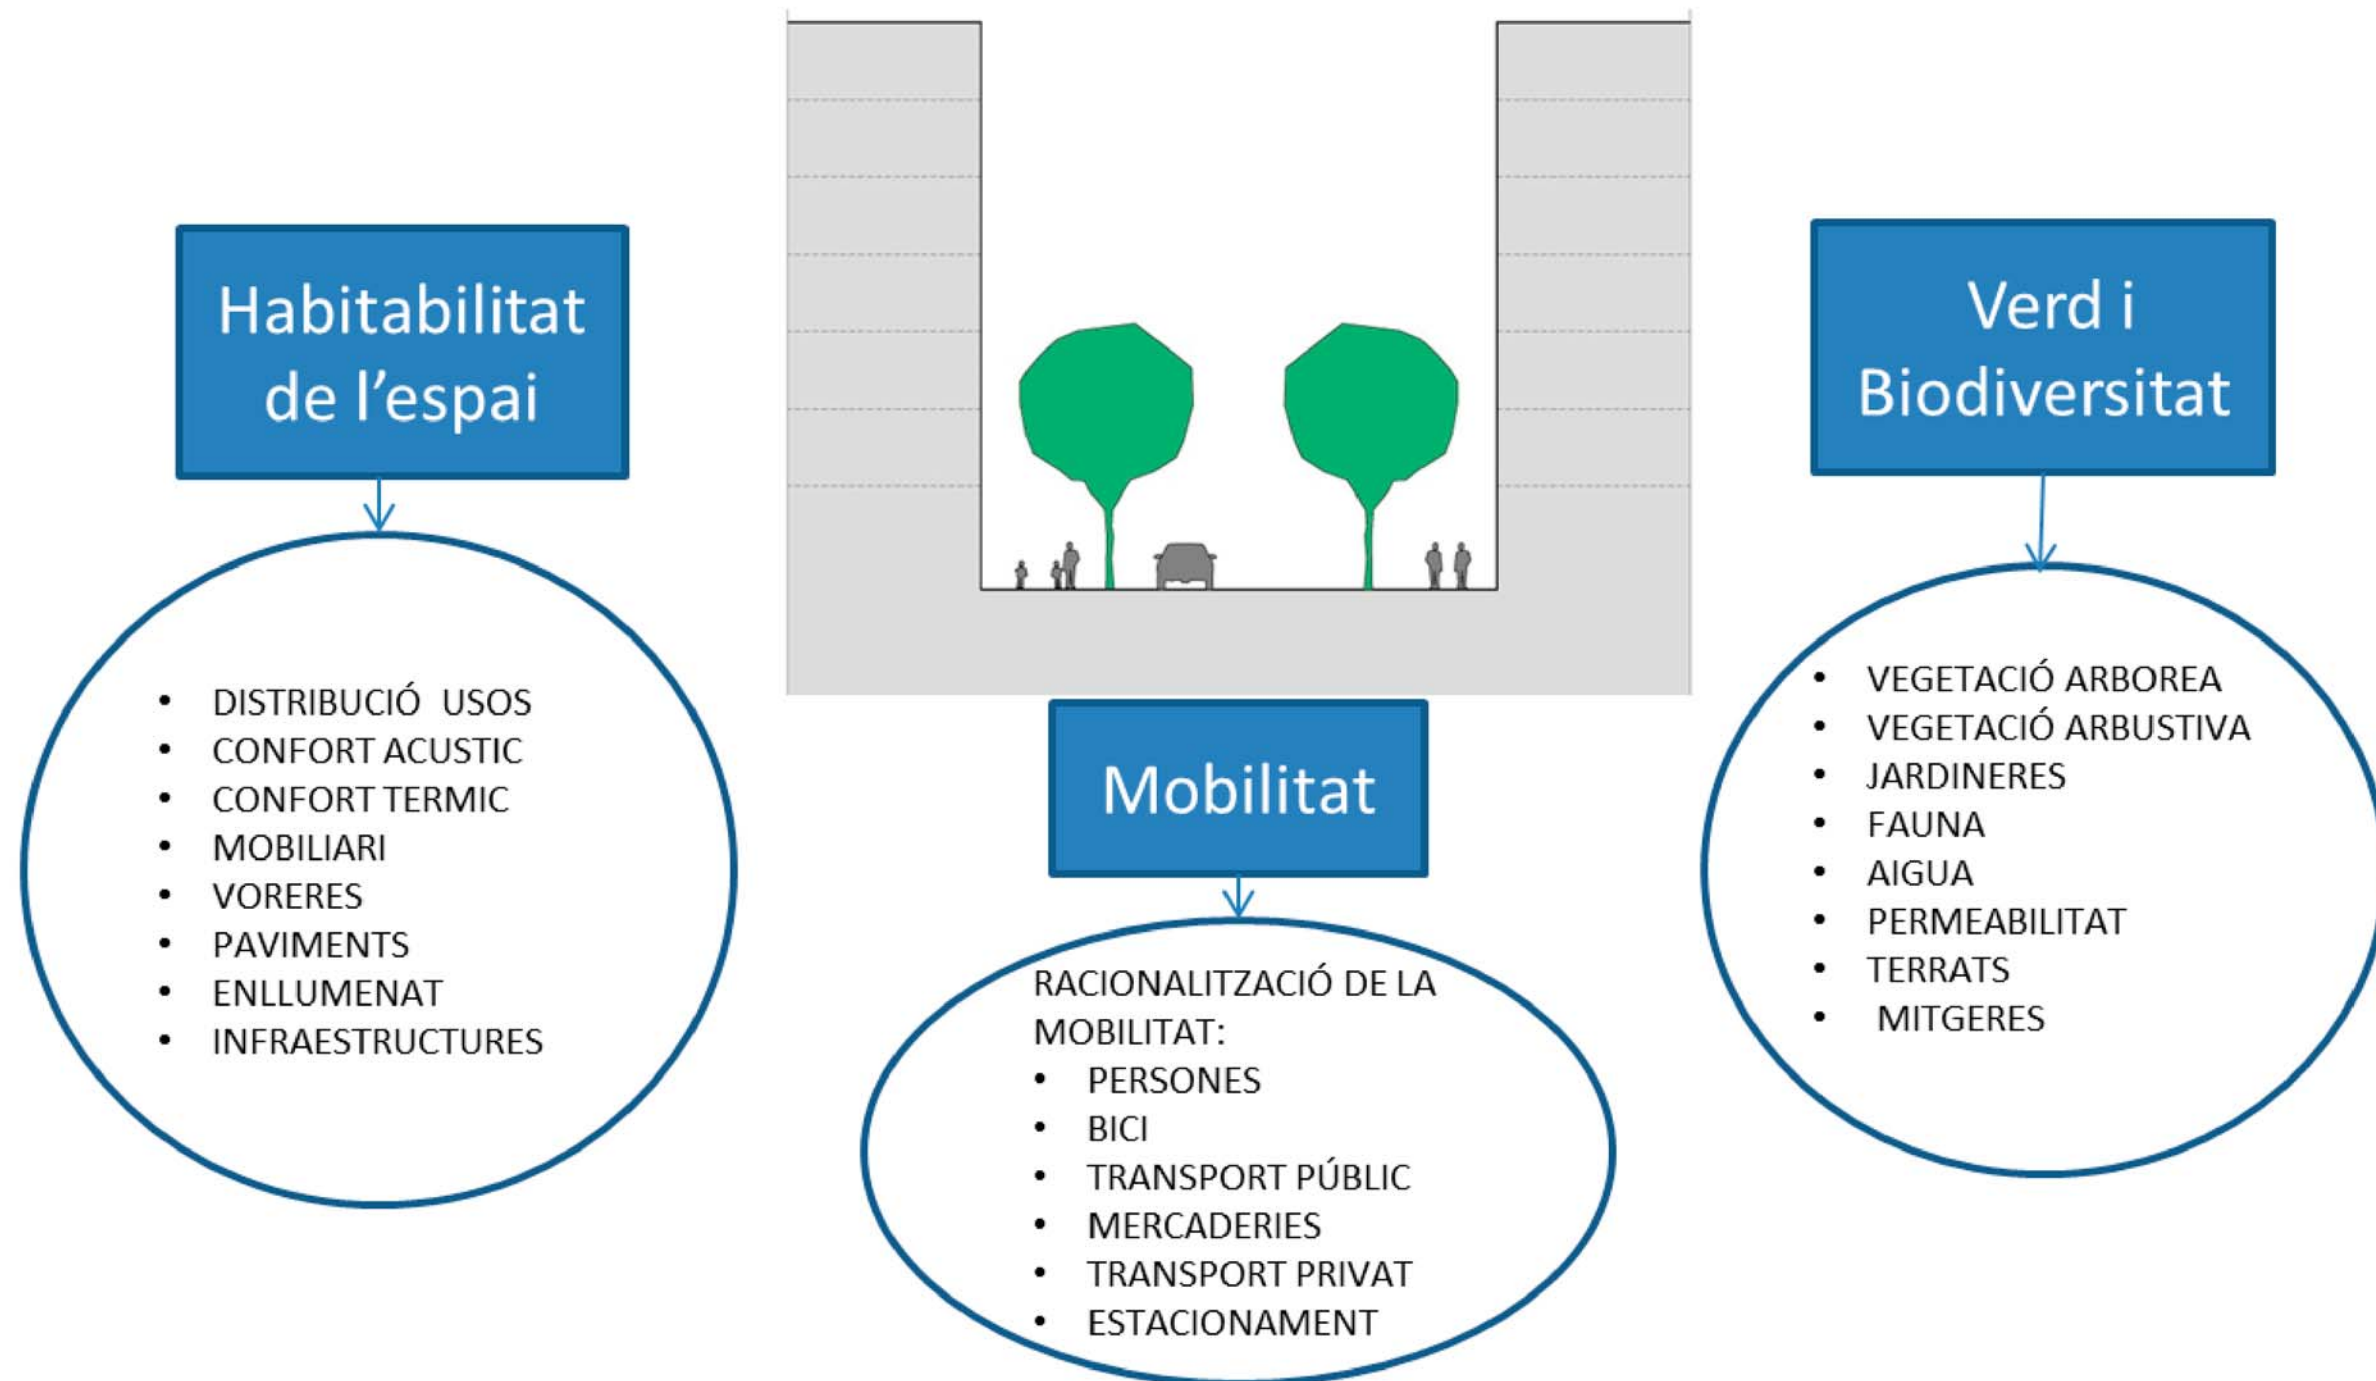 Habitabilitat
de l’espai
• DISTRIBUCIÓ USOS
• CONFORT ACUSTIC
• CONFORT TERMIC
• MOBILIARI
• VORERES
• PAVIMENTS
• ENLLUMENAT
• INFRAESTRUCTURES
Mobilitat
RACIONALITZACIÓ DE LA
MOBILITAT:
• PERSONES
• BICI
• TRANSPORT PÚBLIC
• MERCADERIES
• TRANSPORT PRIVAT
• ESTACIONAMENT
Verd i
Biodiversitat
• VEGETACIÓ ARBOREA
• VEGETACIÓ ARBUSTIVA
• JARDINERES
• FAUNA
• AIGUA
• PERMEABILITAT
• TERRATS
• MITGERES